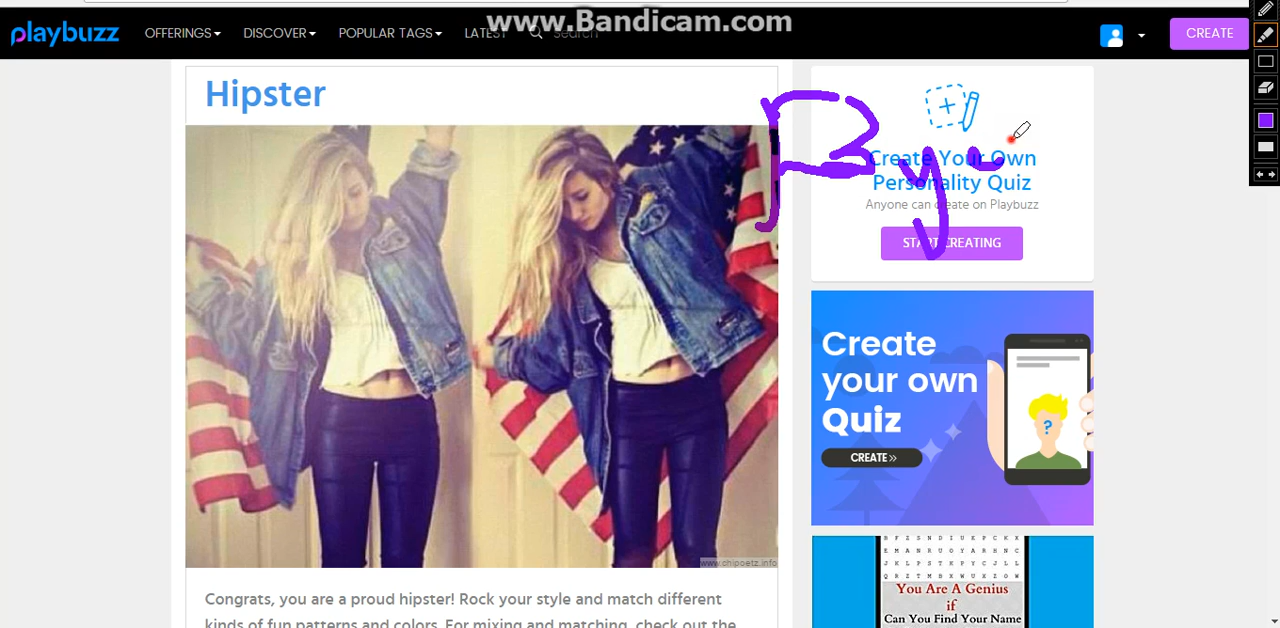 www.Bandicam.com
playbuzz OFFERINGS DISCOVER POPULAR TAGS LATEST Search CREATE
Hipster
Create Your Own
Personality Quiz
Anyone can create on Playbuzz
START CREATING
Create
your own
Quiz
CREATE
?
www.chipoetz.info
B F Z S N D I U K P C K X
E M A N R U O Y A R H N C
J K L P S T K P Y C J L L
Q R Z T M B X W U H Z O W
You Are A Genius
if
Can You Find Your Name
Congrats, you are a proud hipster! Rock your style and match different
kinds of fun patterns and colors. For mixing and matching, check out the